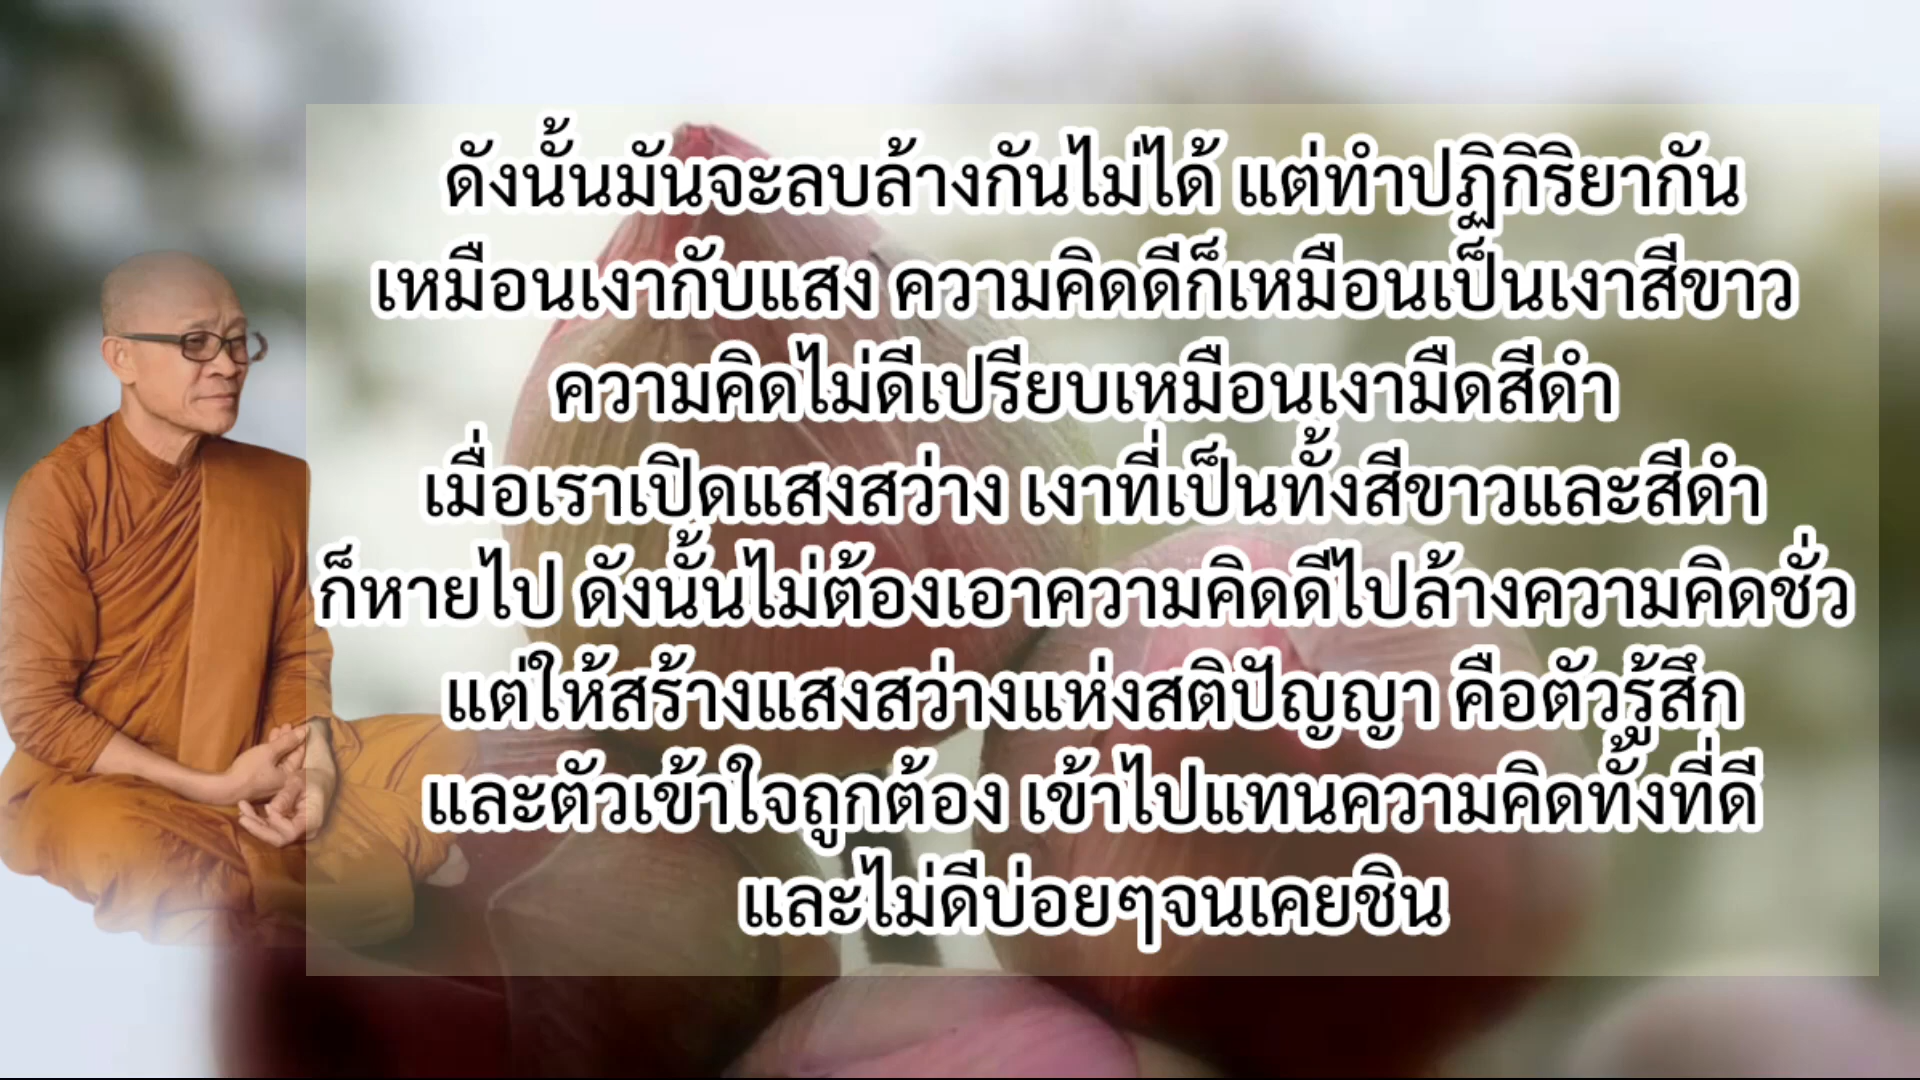 ดังนั้นมันจะลบล้างกันไม่ได้ แต่ทำปฏิกิริยากัน
เหมือนเงากับแสง ความคิดดีก็เหมือนเป็นเงาสีขาว
ความคิดไม่ดีเปรียบเหมือนเงามืดสีดำ
เมื่อเราเปิดแสงสว่าง เงาที่เป็นทั้งสีขาวและสีดำ
ก็หายไป ดังนั้นไม่ต้องเอาความคิดดีไปล้างความคิดชั่ว
แต่ให้สร้างแสงสว่างแห่งสติปัญญา คือตัวรู้สึก
และตัวเข้าใจถูกต้อง เข้าไปแทนความคิดทั้งที่ดี
และไม่ดีบ่อยๆจนเคยชิน